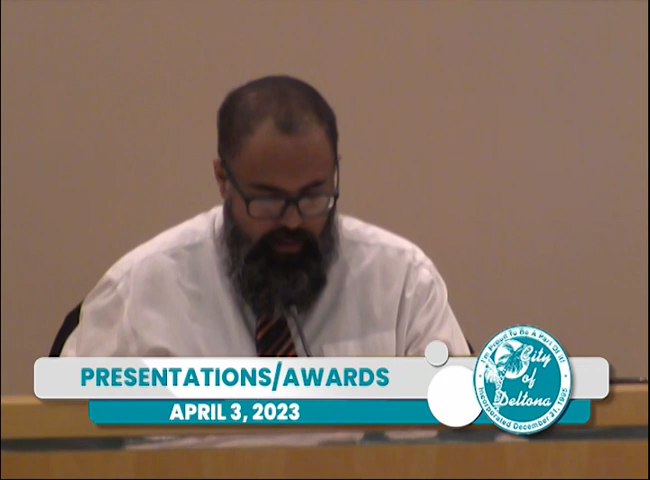 PRESENTATIONS/AWARDS
APRIL 3, 2023
I'm Proud To Be A Part Of It!
City
of
Deltona
Incorporated December 31, 1995